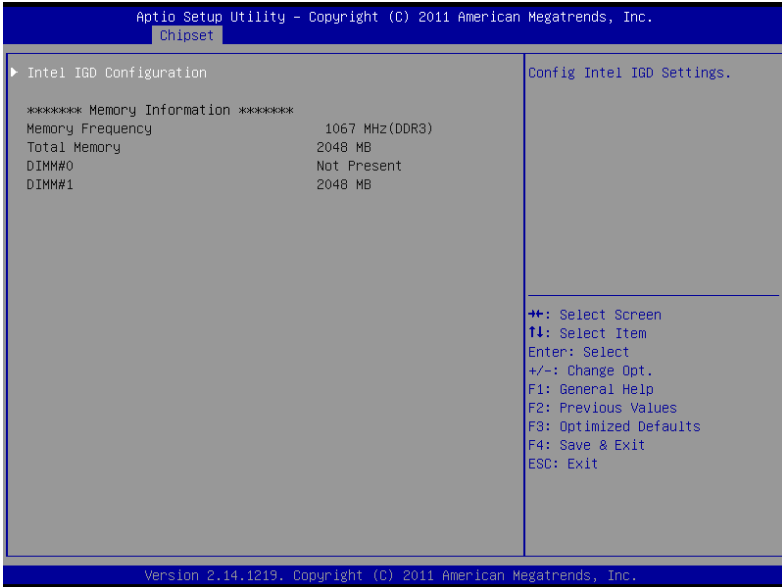 Aptio Setup Utility – Copyright (C) 2011 American Megatrends, Inc.
Chipset
Intel IGD Configuration
******* Memory Information *******
Memory Frequency 1067 MHz(DDR3)
Total Memory 2048 MB
DIMM#0 Not Present
DIMM#1 2048 MB
Config Intel IGD Settings.
→←: Select Screen
↑↓: Select Item
Enter: Select
+/-: Change Opt.
F1: General Help
F2: Previous Values
F3: Optimized Defaults
F4: Save & Exit
ESC: Exit
Version 2.14.1219. Copyright (C) 2011 American Megatrends, Inc.